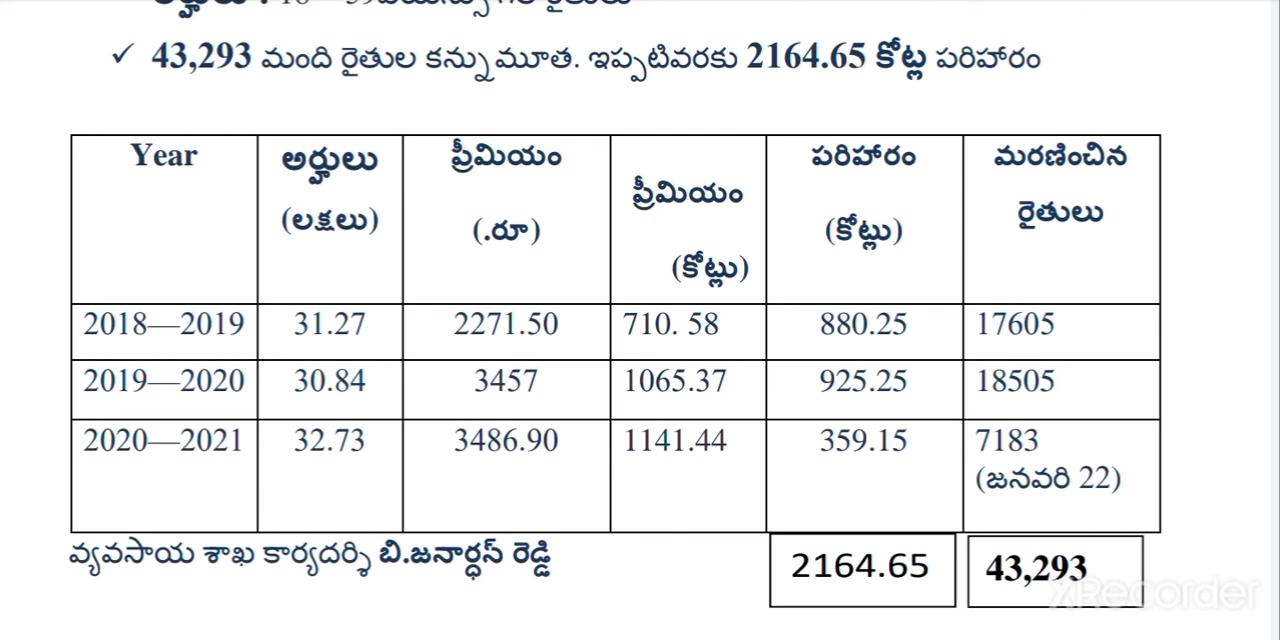 ✓ 43,293 మంది రైతుల కన్నుమూత. ఇప్పటివరకు 2164.65 కోట్ల పరిహారం
Year అర్హులు (లక్షలు) ప్రీమియం (.రూ) ప్రీమియం (కోట్లు) పరిహారం (కోట్లు) మరణించిన రైతులు
2018—2019 31.27 2271.50 710. 58 880.25 17605
2019—2020 30.84 3457 1065.37 925.25 18505
2020—2021 32.73 3486.90 1141.44 359.15 7183
(జనవరి 22)
వ్యవసాయ శాఖ కార్యదర్శి బి.జనార్ధన్ రెడ్డి 2164.65 43,293
XRecorder